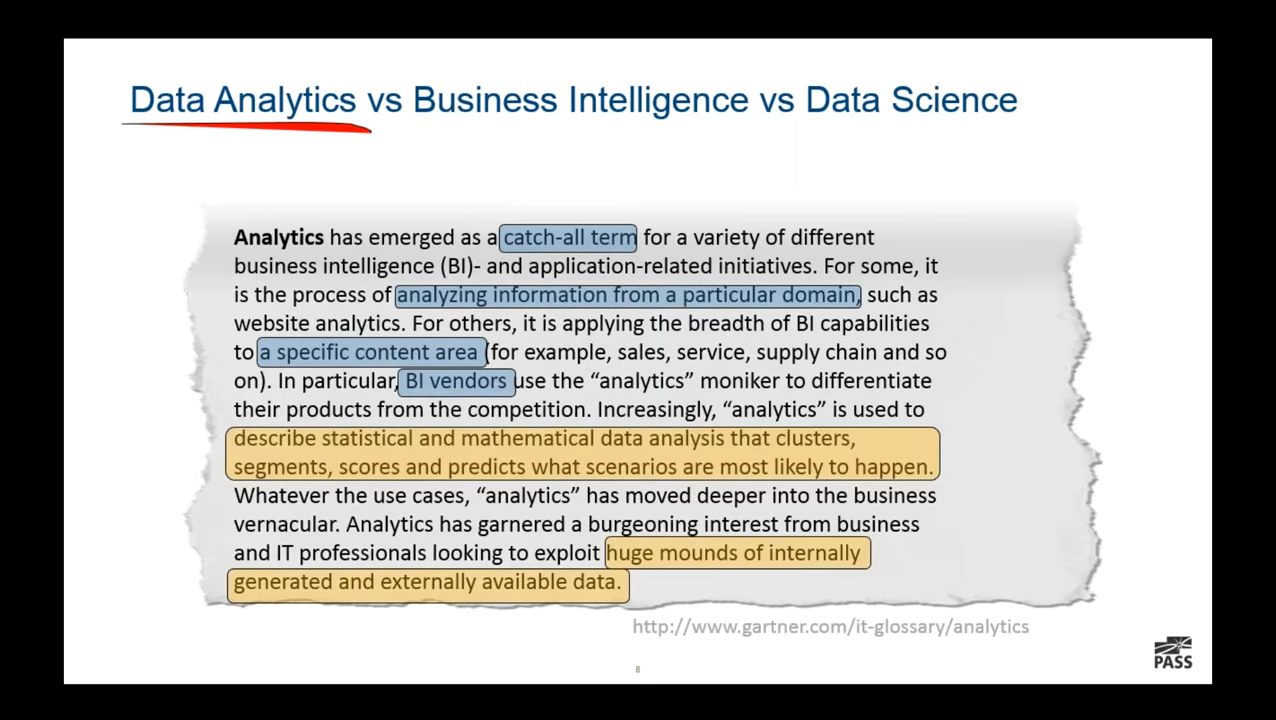 Data Analytics vs Business Intelligence vs Data Science
Analytics has emerged as a catch-all term for a variety of different
business intelligence (BI)- and application-related initiatives. For some, it
is the process of analyzing information from a particular domain, such as
website analytics. For others, it is applying the breadth of BI capabilities
to a specific content area (for example, sales, service, supply chain and so
on). In particular, BI vendors use the “analytics” moniker to differentiate
their products from the competition. Increasingly, “analytics” is used to
describe statistical and mathematical data analysis that clusters,
segments, scores and predicts what scenarios are most likely to happen.
Whatever the use cases, “analytics” has moved deeper into the business
vernacular. Analytics has garnered a burgeoning interest from business
and IT professionals looking to exploit huge mounds of internally
generated and externally available data.
http://www.gartner.com/it-glossary/analytics
8
PASS